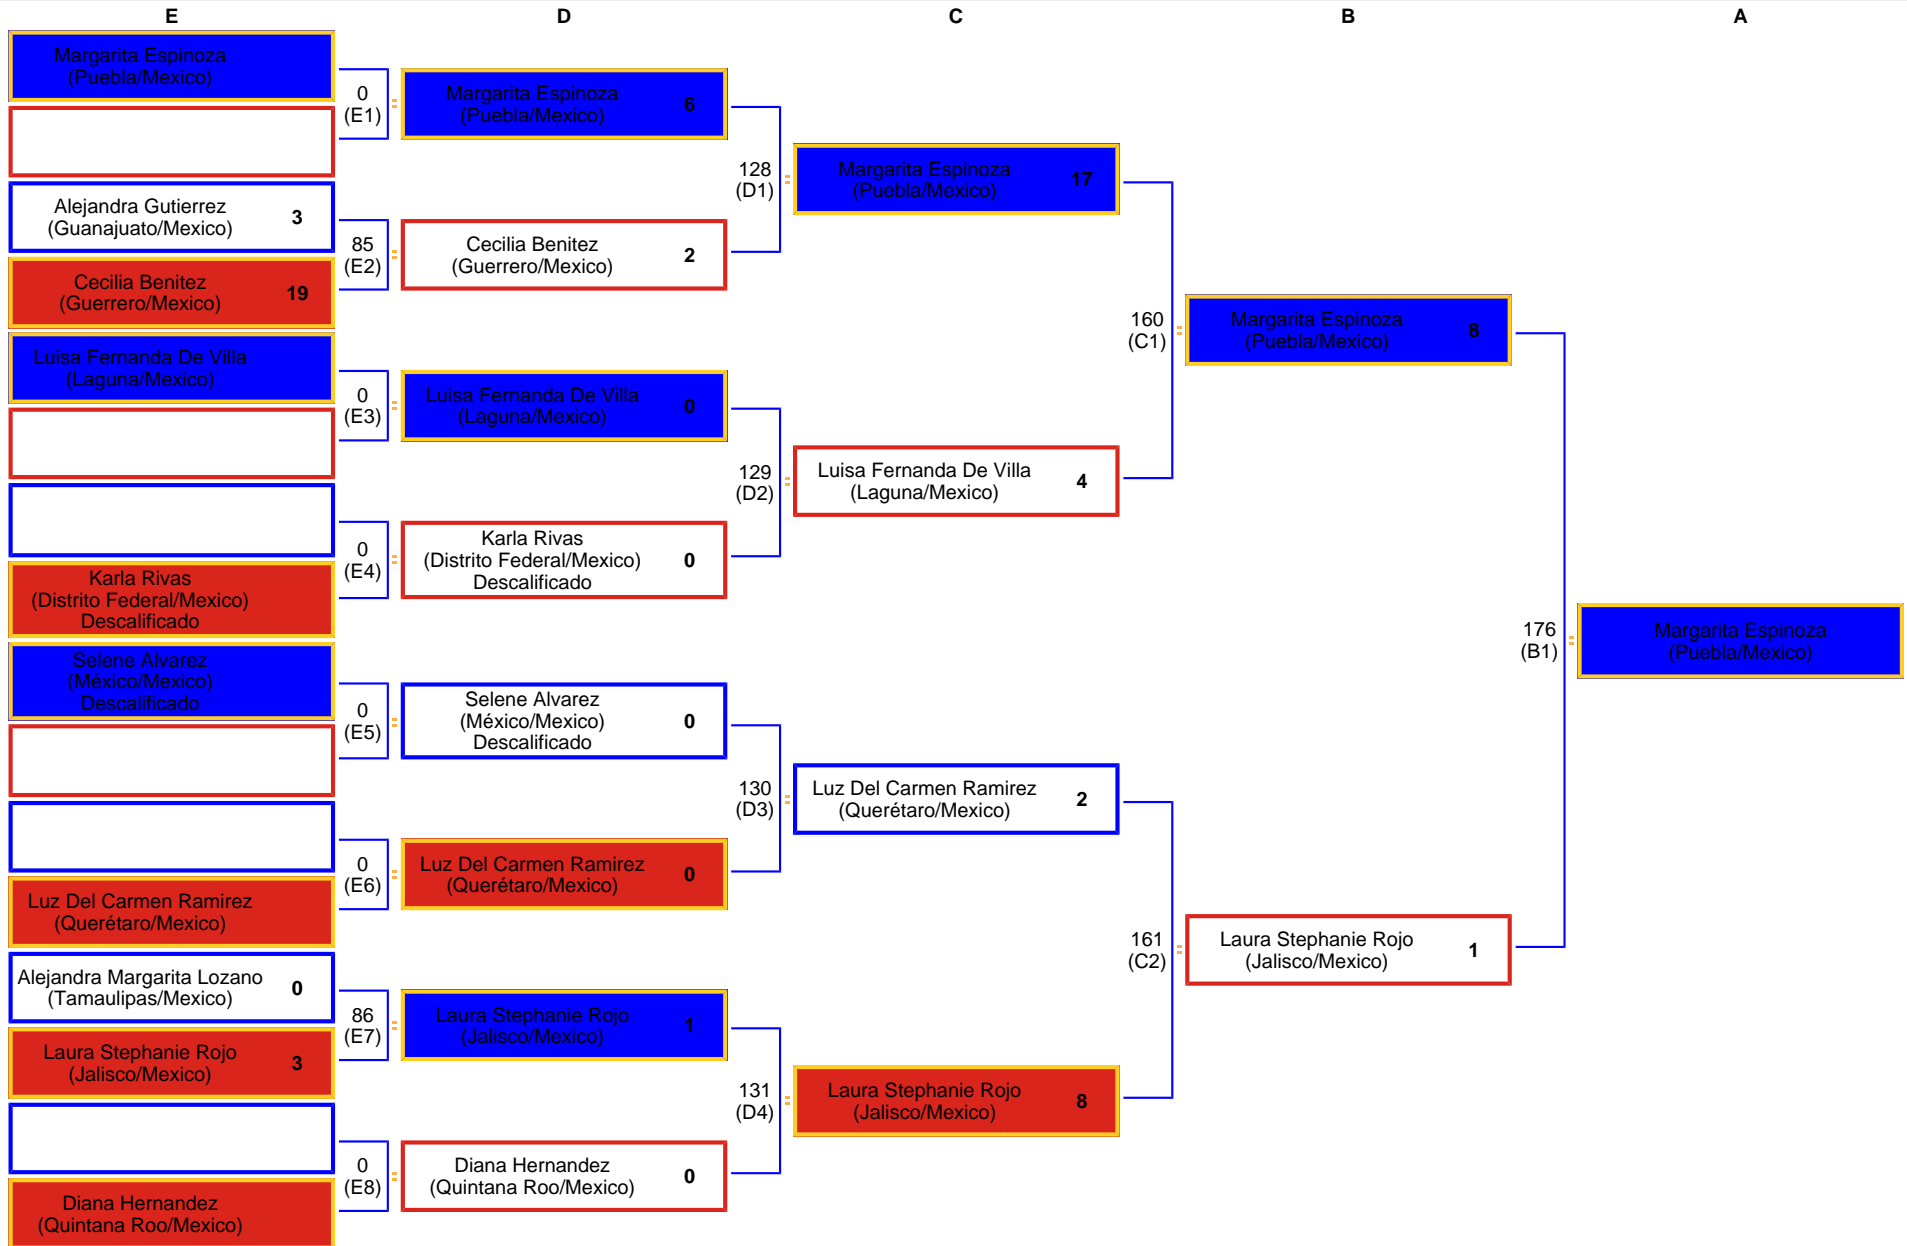 E
D
C
B
A
Margarita Espinoza
(Puebla/Mexico)
Alejandra Gutierrez
(Guanajuato/Mexico)
3
Cecilia Benitez
(Guerrero/Mexico)
19
Luisa Fernanda De Villa
(Laguna/Mexico)
Karla Rivas
(Distrito Federal/Mexico)
Descalificado
Selene Alvarez
(México/Mexico)
Descalificado
Luz Del Carmen Ramirez
(Querétaro/Mexico)
Alejandra Margarita Lozano
(Tamaulipas/Mexico)
0
Laura Stephanie Rojo
(Jalisco/Mexico)
3
Diana Hernandez
(Quintana Roo/Mexico)
0
(E1)
85
(E2)
0
(E3)
0
(E4)
0
(E5)
0
(E6)
86
(E7)
0
(E8)
Margarita Espinoza
(Puebla/Mexico)
6
Cecilia Benitez
(Guerrero/Mexico)
2
Luisa Fernanda De Villa
(Laguna/Mexico)
0
Karla Rivas
(Distrito Federal/Mexico)
Descalificado
0
Selene Alvarez
(México/Mexico)
Descalificado
0
Luz Del Carmen Ramirez
(Querétaro/Mexico)
0
Laura Stephanie Rojo
(Jalisco/Mexico)
1
Diana Hernandez
(Quintana Roo/Mexico)
0
128
(D1)
129
(D2)
130
(D3)
131
(D4)
Margarita Espinoza
(Puebla/Mexico)
17
Luisa Fernanda De Villa
(Laguna/Mexico)
4
Luz Del Carmen Ramirez
(Querétaro/Mexico)
2
Laura Stephanie Rojo
(Jalisco/Mexico)
8
160
(C1)
161
(C2)
Margarita Espinoza
(Puebla/Mexico)
8
Laura Stephanie Rojo
(Jalisco/Mexico)
1
176
(B1)
Margarita Espinoza
(Puebla/Mexico)